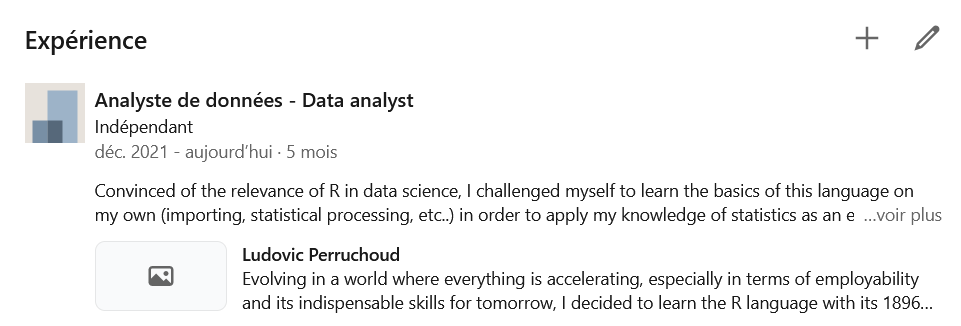 Expérience
Analyste de données - Data analyst
Indépendant
déc. 2021 - aujourd’hui · 5 mois
Convinced of the relevance of R in data science, I challenged myself to learn the basics of this language on
my own (importing, statistical processing, etc..) in order to apply my knowledge of statistics as an e ...voir plus
Ludovic Perruchoud
Evolving in a world where everything is accelerating, especially in terms of employability
and its indispensable skills for tomorrow, I decided to learn the R language with its 1896...